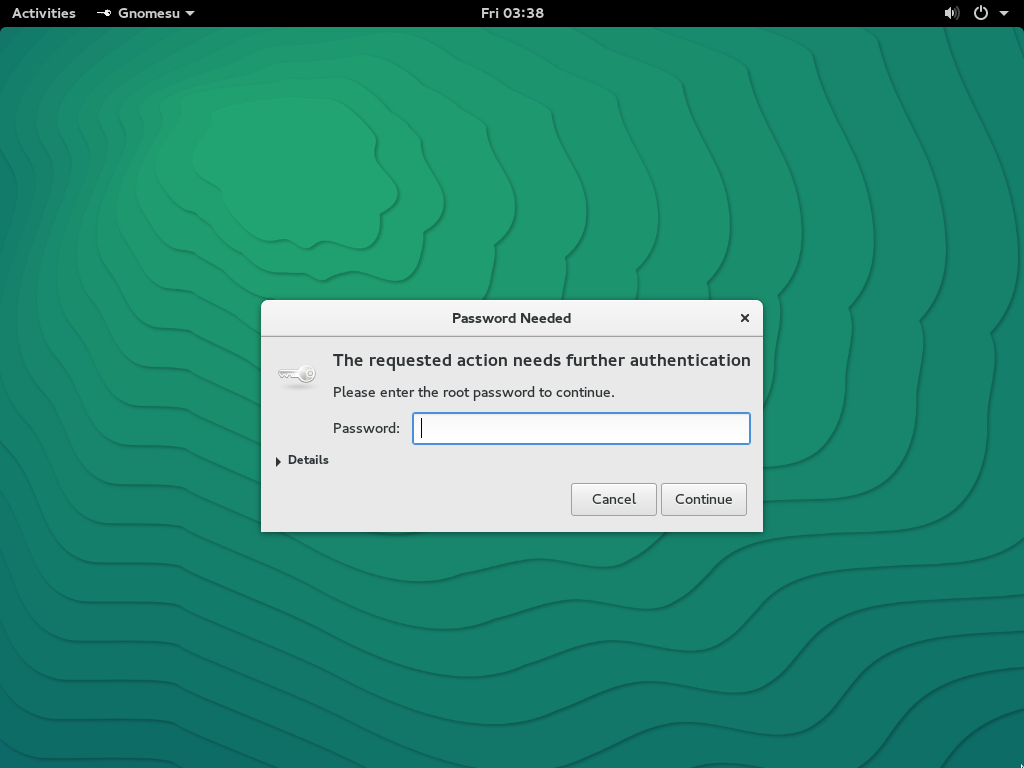 Activities Gnomesu Fri 03:38
Password Needed
The requested action needs further authentication
Please enter the root password to continue.
Password:
Details
Cancel Continue